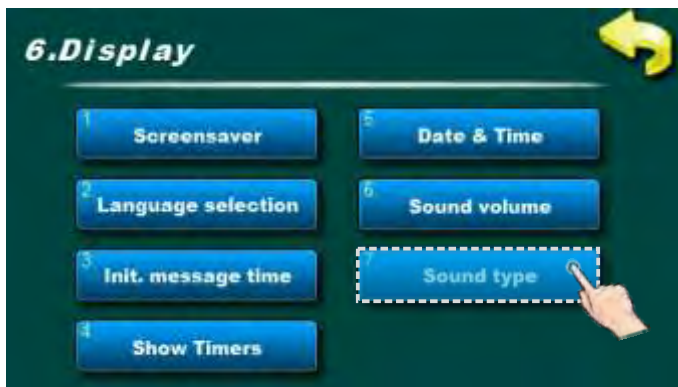 6.Display
1 Screensaver
2 Language selection
3 Init. message time
4 Show Timers
5 Date & Time
6 Sound volume
7 Sound type